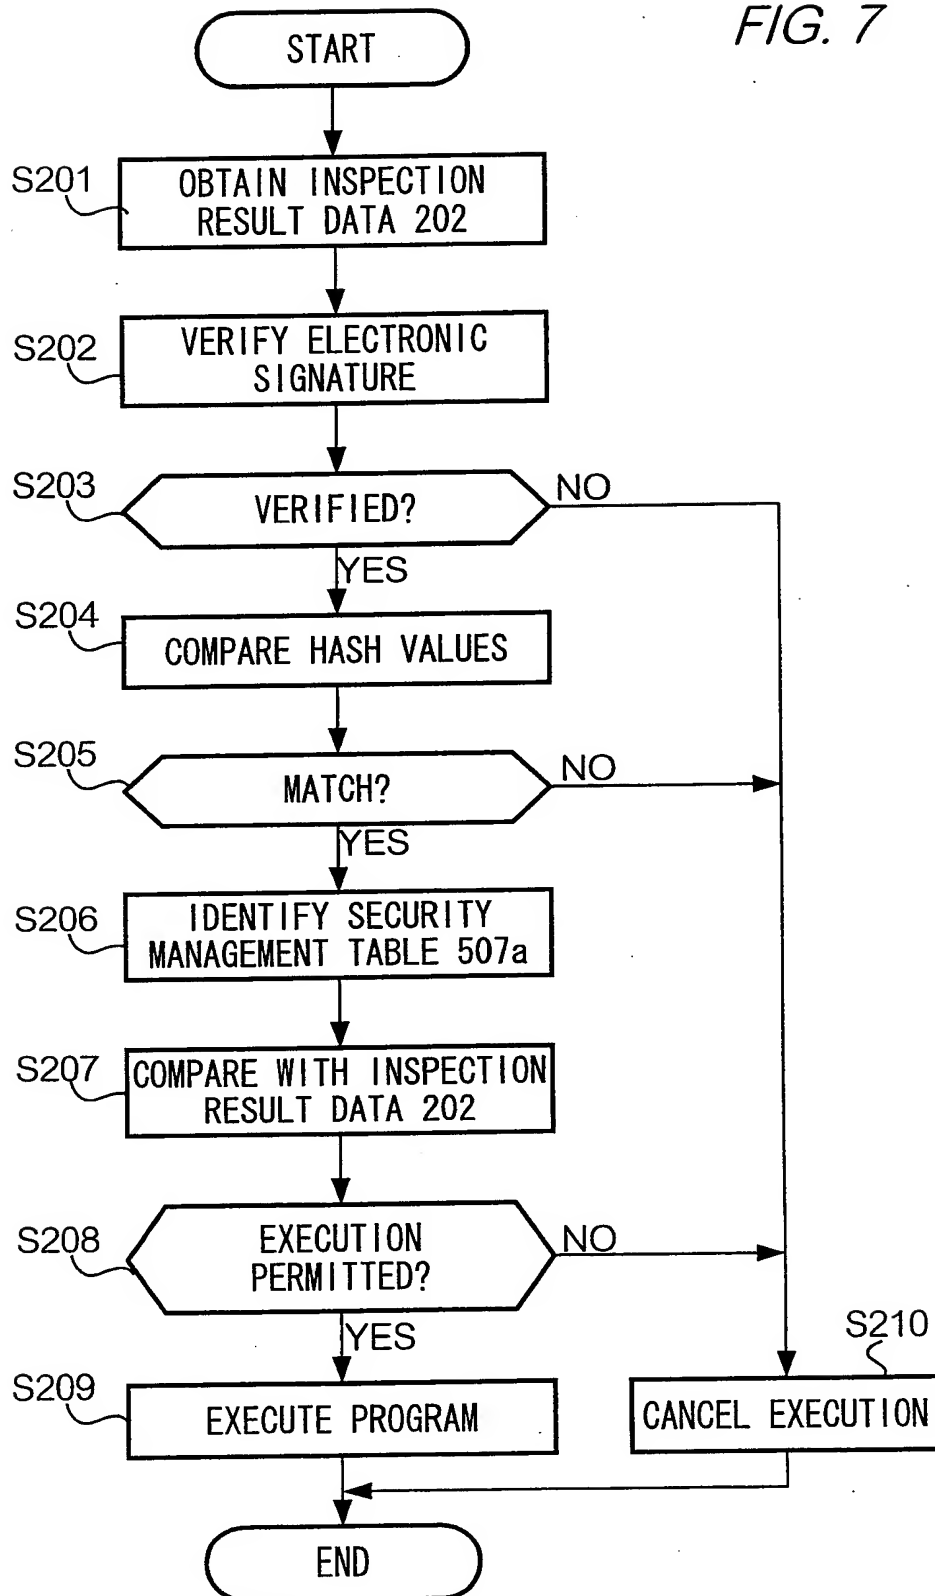 FIG. 7
START
S201
OBTAIN INSPECTION
RESULT DATA 202
S202
VERIFY ELECTRONIC
SIGNATURE
S203
VERIFIED?
NO
YES
S204
COMPARE HASH VALUES
S205
MATCH?
NO
YES
S206
IDENTIFY SECURITY
MANAGEMENT TABLE 507a
S207
COMPARE WITH INSPECTION
RESULT DATA 202
S208
EXECUTION
PERMITTED?
NO
YES
S210
S209
EXECUTE PROGRAM
CANCEL EXECUTION
END